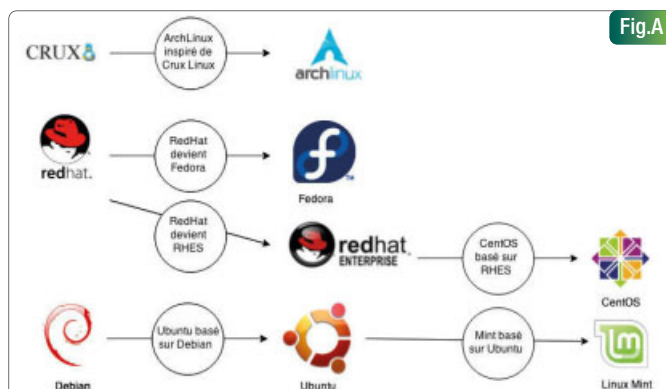 Fig.A
CRUX
ArchLinux
inspiré de
Crux Linux
archlinux
redhat.
RedHat
devient
Fedora
Fedora
TM
RedHat
devient
RHES
redhat
ENTERPRISE
CentOS
basé sur
RHES
CentOS
Debian
Ubuntu basé
sur Debian
Ubuntu
Mint basé
sur Ubuntu
Linux Mint